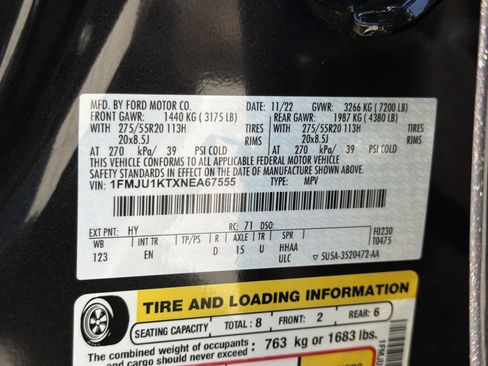 MFD. BY FORD MOTOR CO. DATE: 11/22 GVWR: 3266 KG ( 7200 LB)
FRONT GAWR: 1440 KG ( 3175 LB) REAR GAWR: 1987 KG ( 4380 LB)
WITH 275/55R20 113H TIRES WITH 275/55R20 113H TIRES
20x8.5J RIMS 20x8.5J RIMS
AT 270 kPa/ 39 PSI COLD AT 270 kPa/ 39 PSI COLD
THIS VEHICLE CONFORMS TO ALL APPLICABLE FEDERAL MOTOR VEHICLE
SAFETY STANDARDS IN EFFECT ON THE DATE OF MANUFACTURE SHOWN ABOVE.
VIN: 1FMJU1KTXNEA67555 TYPE: MPV
EXT PNT: HY RC: 71 DSO: F0230
WB INT TR TP/PS R AXLE TR SPR T0475
123 EN D 15 U HHAA
ULC ▽ 5U5A-3520472-AA
TIRE AND LOADING INFORMATION
SEATING CAPACITY TOTAL: 8 FRONT: 2 REAR: 6
The combined weight of occupants
and cargo should never exceed: 763 kg or 1683 lbs.